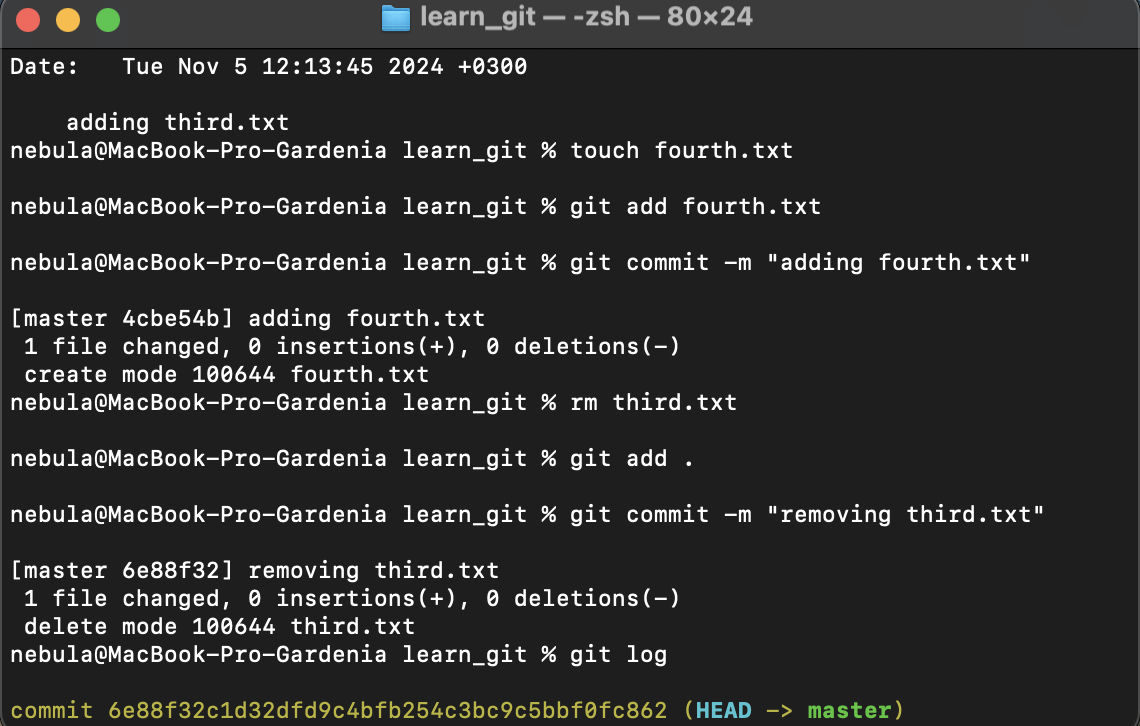 learn_git — -zsh — 80×24
Date:   Tue Nov 5 12:13:45 2024 +0300
    adding third.txt
nebula@MacBook-Pro-Gardenia learn_git % touch fourth.txt
nebula@MacBook-Pro-Gardenia learn_git % git add fourth.txt
nebula@MacBook-Pro-Gardenia learn_git % git commit -m "adding fourth.txt"
[master 4cbe54b] adding fourth.txt
 1 file changed, 0 insertions(+), 0 deletions(-)
 create mode 100644 fourth.txt
nebula@MacBook-Pro-Gardenia learn_git % rm third.txt
nebula@MacBook-Pro-Gardenia learn_git % git add .
nebula@MacBook-Pro-Gardenia learn_git % git commit -m "removing third.txt"
[master 6e88f32] removing third.txt
 1 file changed, 0 insertions(+), 0 deletions(-)
 delete mode 100644 third.txt
nebula@MacBook-Pro-Gardenia learn_git % git log
commit 6e88f32c1d32dfd9c4bfb254c3bc9c5bbf0fc862 (HEAD -> master)